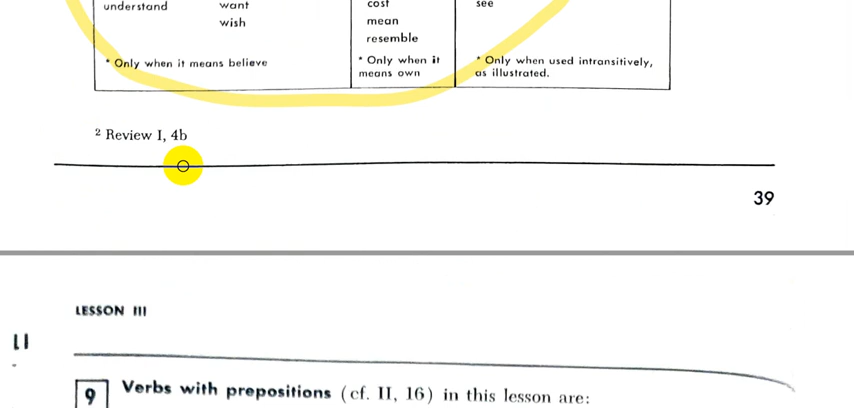 understand want cost see
wish mean
resemble
* Only when it means believe
* Only when it
means own
* Only when used intransitively,
as illustrated.
2 Review I, 4b
39
LESSON III
9 Verbs with prepositions (cf. II, 16) in this lesson are: